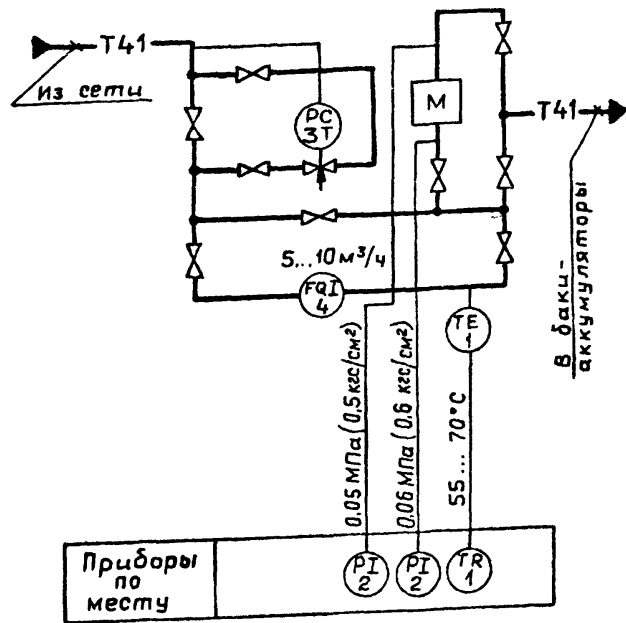 Т41
из сети
РС
3Т
М
Т41
В баки-
аккумуляторы
5...10 м³/ч
FQI
4
TE
1
0.05 МПа (0,5 кгс/см²)
0.06 МПа (0.6 кгс/см²)
55...70°С
Приборы
по
месту
PI
2
PI
2
TR
1